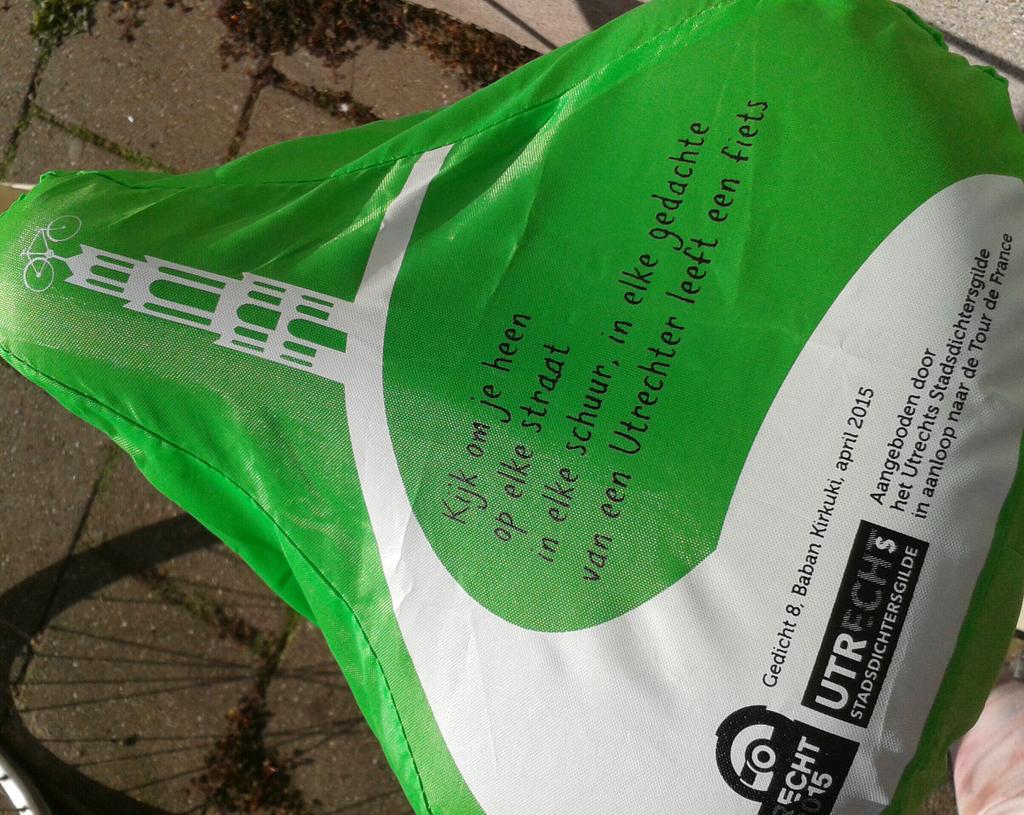 Kijk om je heen
op elke straat
in elke schuur, in elke gedachte
van een Utrechter leeft een fiets
Gedicht 8, Baban Kirkuki, april 2015
Aangeboden door
het Utrechts Stadsdichtersgilde
in aanloop naar de Tour de France
UTRECHTS
STADSDICHTERSGILDE